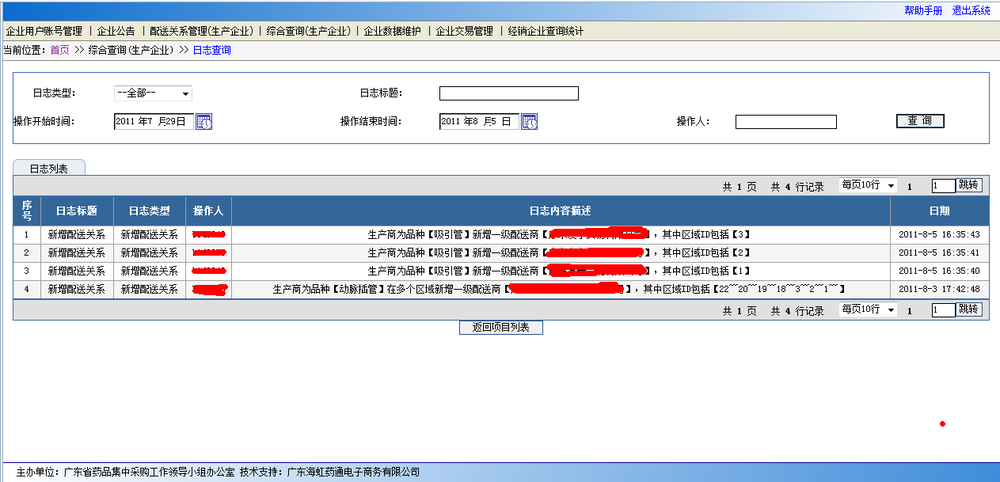 帮助手册 退出系统
企业用户账号管理 | 企业公告 | 配送关系管理(生产企业) | 综合查询(生产企业) | 企业数据维护 | 企业交易管理 | 经销企业查询统计
当前位置: 首页 >> 综合查询(生产企业) >> 日志查询
日志类型: --全部-- 日志标题:
操作开始时间: 2011 年7 月29日 操作结束时间: 2011 年8 月5 日 操作人: 查 询
日志列表
共 1 页 共 4 行记录 每页10行 1 1 跳转
序号 日志标题 日志类型 操作人 日志内容描述 日期
1 新增配送关系 新增配送关系 生产商为品种【吸引管】新增一级配送商【 】,其中区域ID包括【3】 2011-8-5 16:35:43
2 新增配送关系 新增配送关系 生产商为品种【吸引管】新增一级配送商【 】,其中区域ID包括【2】 2011-8-5 16:35:41
3 新增配送关系 新增配送关系 生产商为品种【吸引管】新增一级配送商【 】,其中区域ID包括【1】 2011-8-5 16:35:40
4 新增配送关系 新增配送关系 生产商为品种【动脉插管】在多个区域新增一级配送商【 】,其中区域ID包括【22~~20~~19~~18~~3~~2~~1~~】 2011-8-3 17:42:48
共 1 页 共 4 行记录 每页10行 1 1 跳转
返回项目列表
主办单位: 广东省药品集中采购工作领导小组办公室 技术支持: 广东海虹药通电子商务有限公司